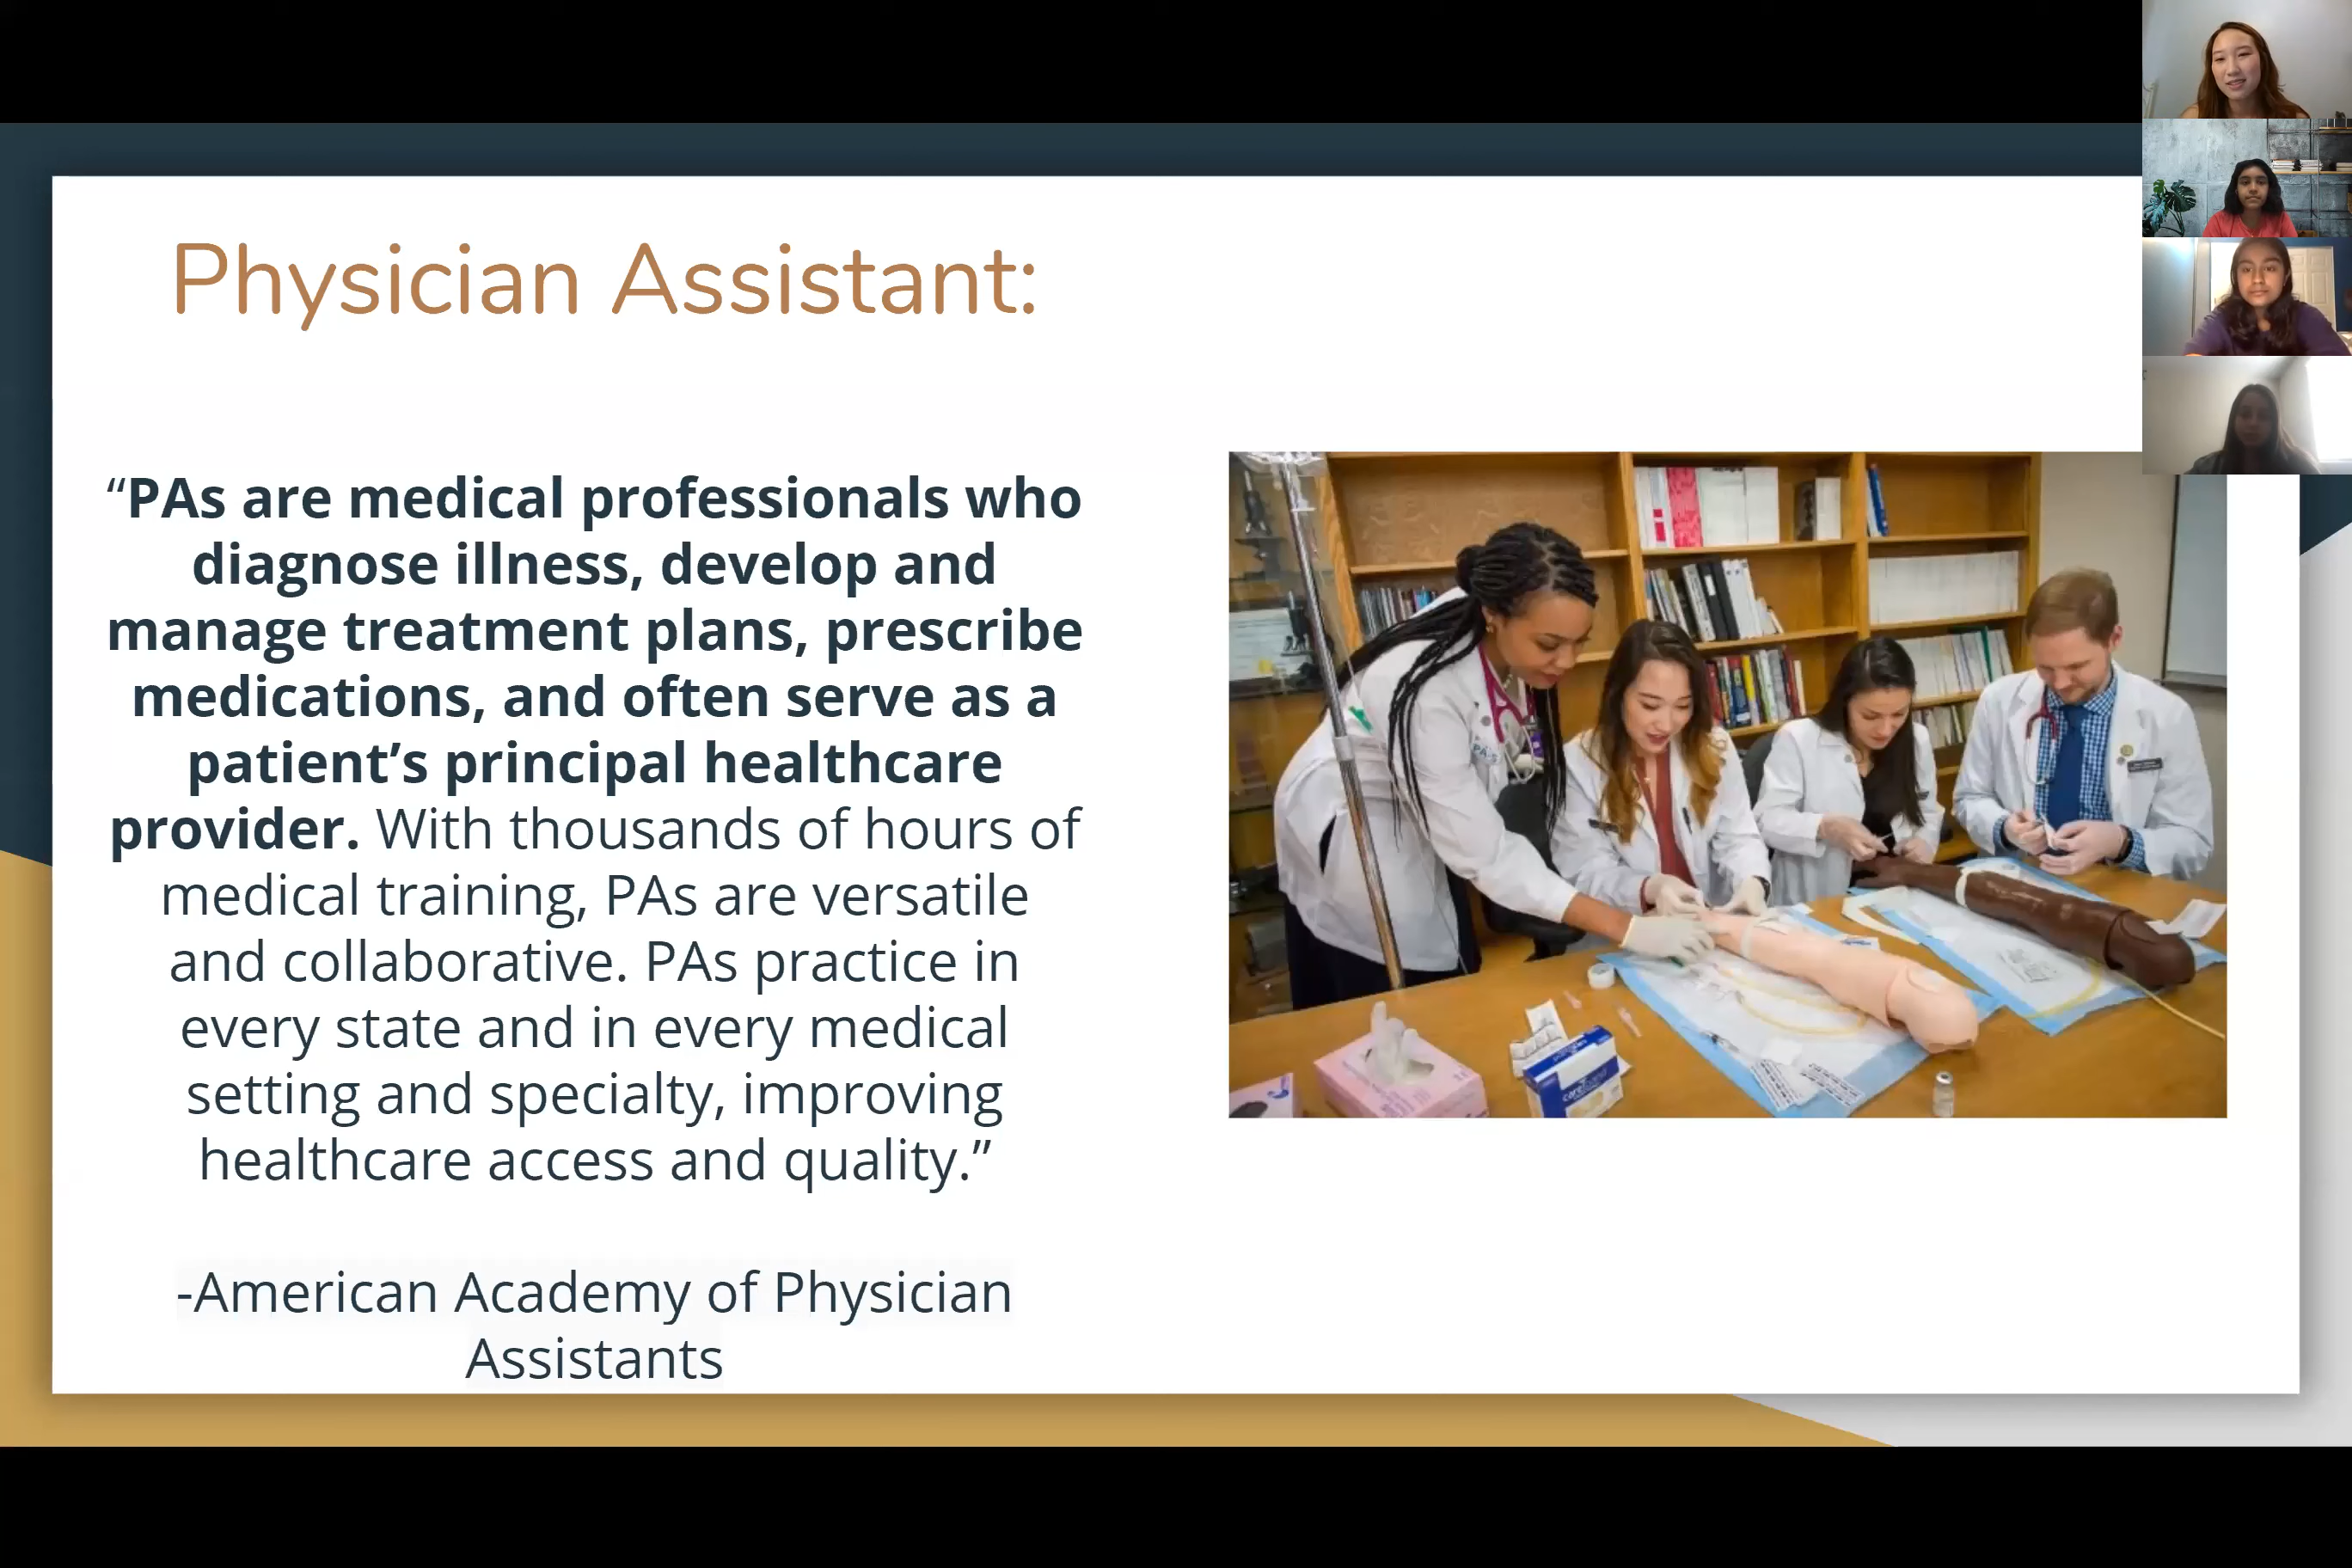 Physician Assistant:
“PAs are medical professionals who
diagnose illness, develop and
manage treatment plans, prescribe
medications, and often serve as a
patient’s principal healthcare
provider. With thousands of hours of
medical training, PAs are versatile
and collaborative. PAs practice in
every state and in every medical
setting and specialty, improving
healthcare access and quality.”
-American Academy of Physician
Assistants